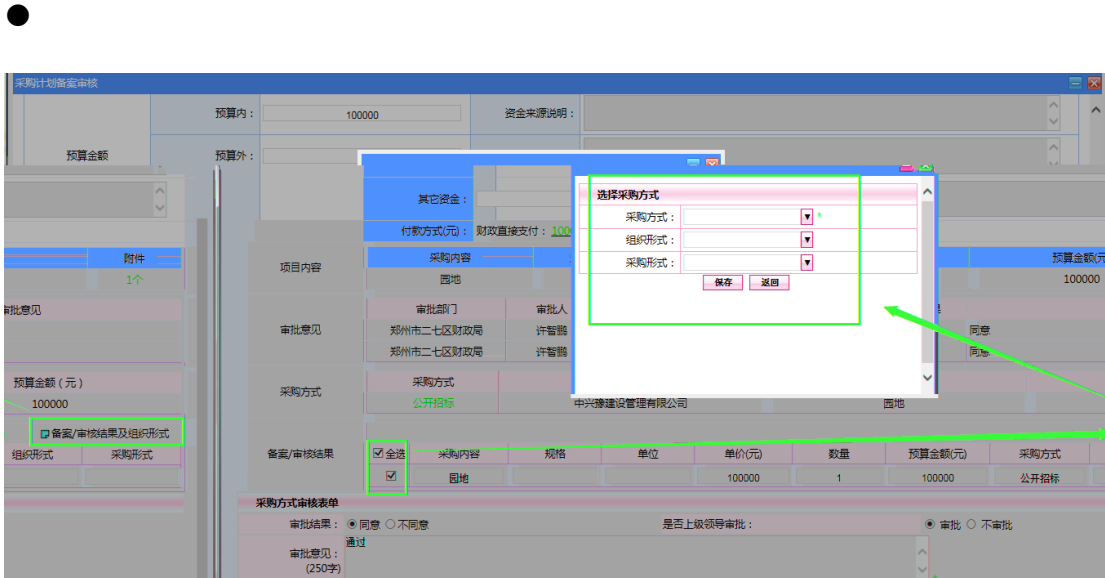 采购计划备案审核
预算内： 100000 资金来源说明：
预算金额 预算外：
其它资金：
付款方式(元)： 财政直接支付： 100
选择采购方式
采购方式： *
组织形式：
采购形式：
保存 返回
附件
1个
审批意见
预算金额（元）
100000
备案/审核结果及组织形式
组织形式 采购形式
项目内容 采购内容 预算金额(元
园地 100000
审批部门 审批人
审批意见 郑州市二七区财政局 许智鹏 同意
郑州市二七区财政局 许智鹏 同意
采购方式 采购方式
公开招标 中兴豫建设管理有限公司 园地
备案/审核结果 全选 采购内容 规格 单位 单价(元) 数量 预算金额(元) 采购方式
园地 100000 1 100000 公开招标
采购方式审核表单
审批结果： 同意 不同意 是否上级领导审批： 审批 不审批
审批意见： 通过
(250字)